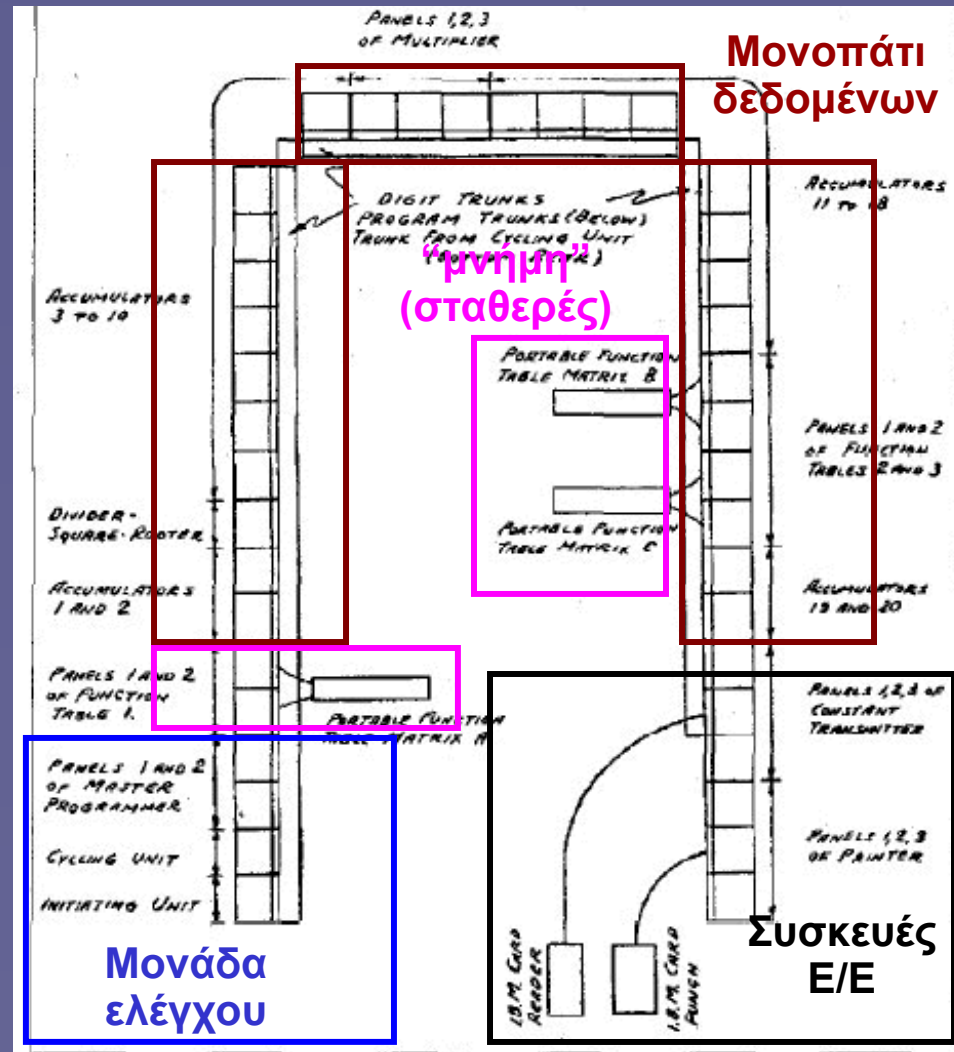 PANELS 1,2,3
OF MULTIPLIER
Μονοπάτι
δεδομένων
DIGIT TRUNKS
PROGRAM TRUNKS (BELOW)
TRUNK FROM CYCLING UNIT
ACCUMULATORS
11 TO 18
“μνήμη”
(σταθερές)
ACCUMULATORS
3 TO 10
PORTABLE FUNCTION
TABLE MATRIX B
PANELS 1 AND 2
OF FUNCTION
TABLES 2 AND 3
DIVIDER-
SQUARE-ROOTER
PORTABLE FUNCTION
TABLE MATRIX C
ACCUMULATORS
1 AND 2
ACCUMULATORS
19 AND 20
PANELS 1 AND 2
OF FUNCTION
TABLE 1.
PORTABLE FUNCTION
TABLE MATRIX A
PANELS 1,2,3 OF
CONSTANT
TRANSMITTER
PANELS 1 AND 2
OF MASTER
PROGRAMMER
CYCLING UNIT
PANELS 1,2,3
OF PRINTER
INITIATING UNIT
Μονάδα
ελέγχου
I.B.M. CARD
READER
I.B.M. CARD
PUNCH
Συσκευές
Ε/Ε